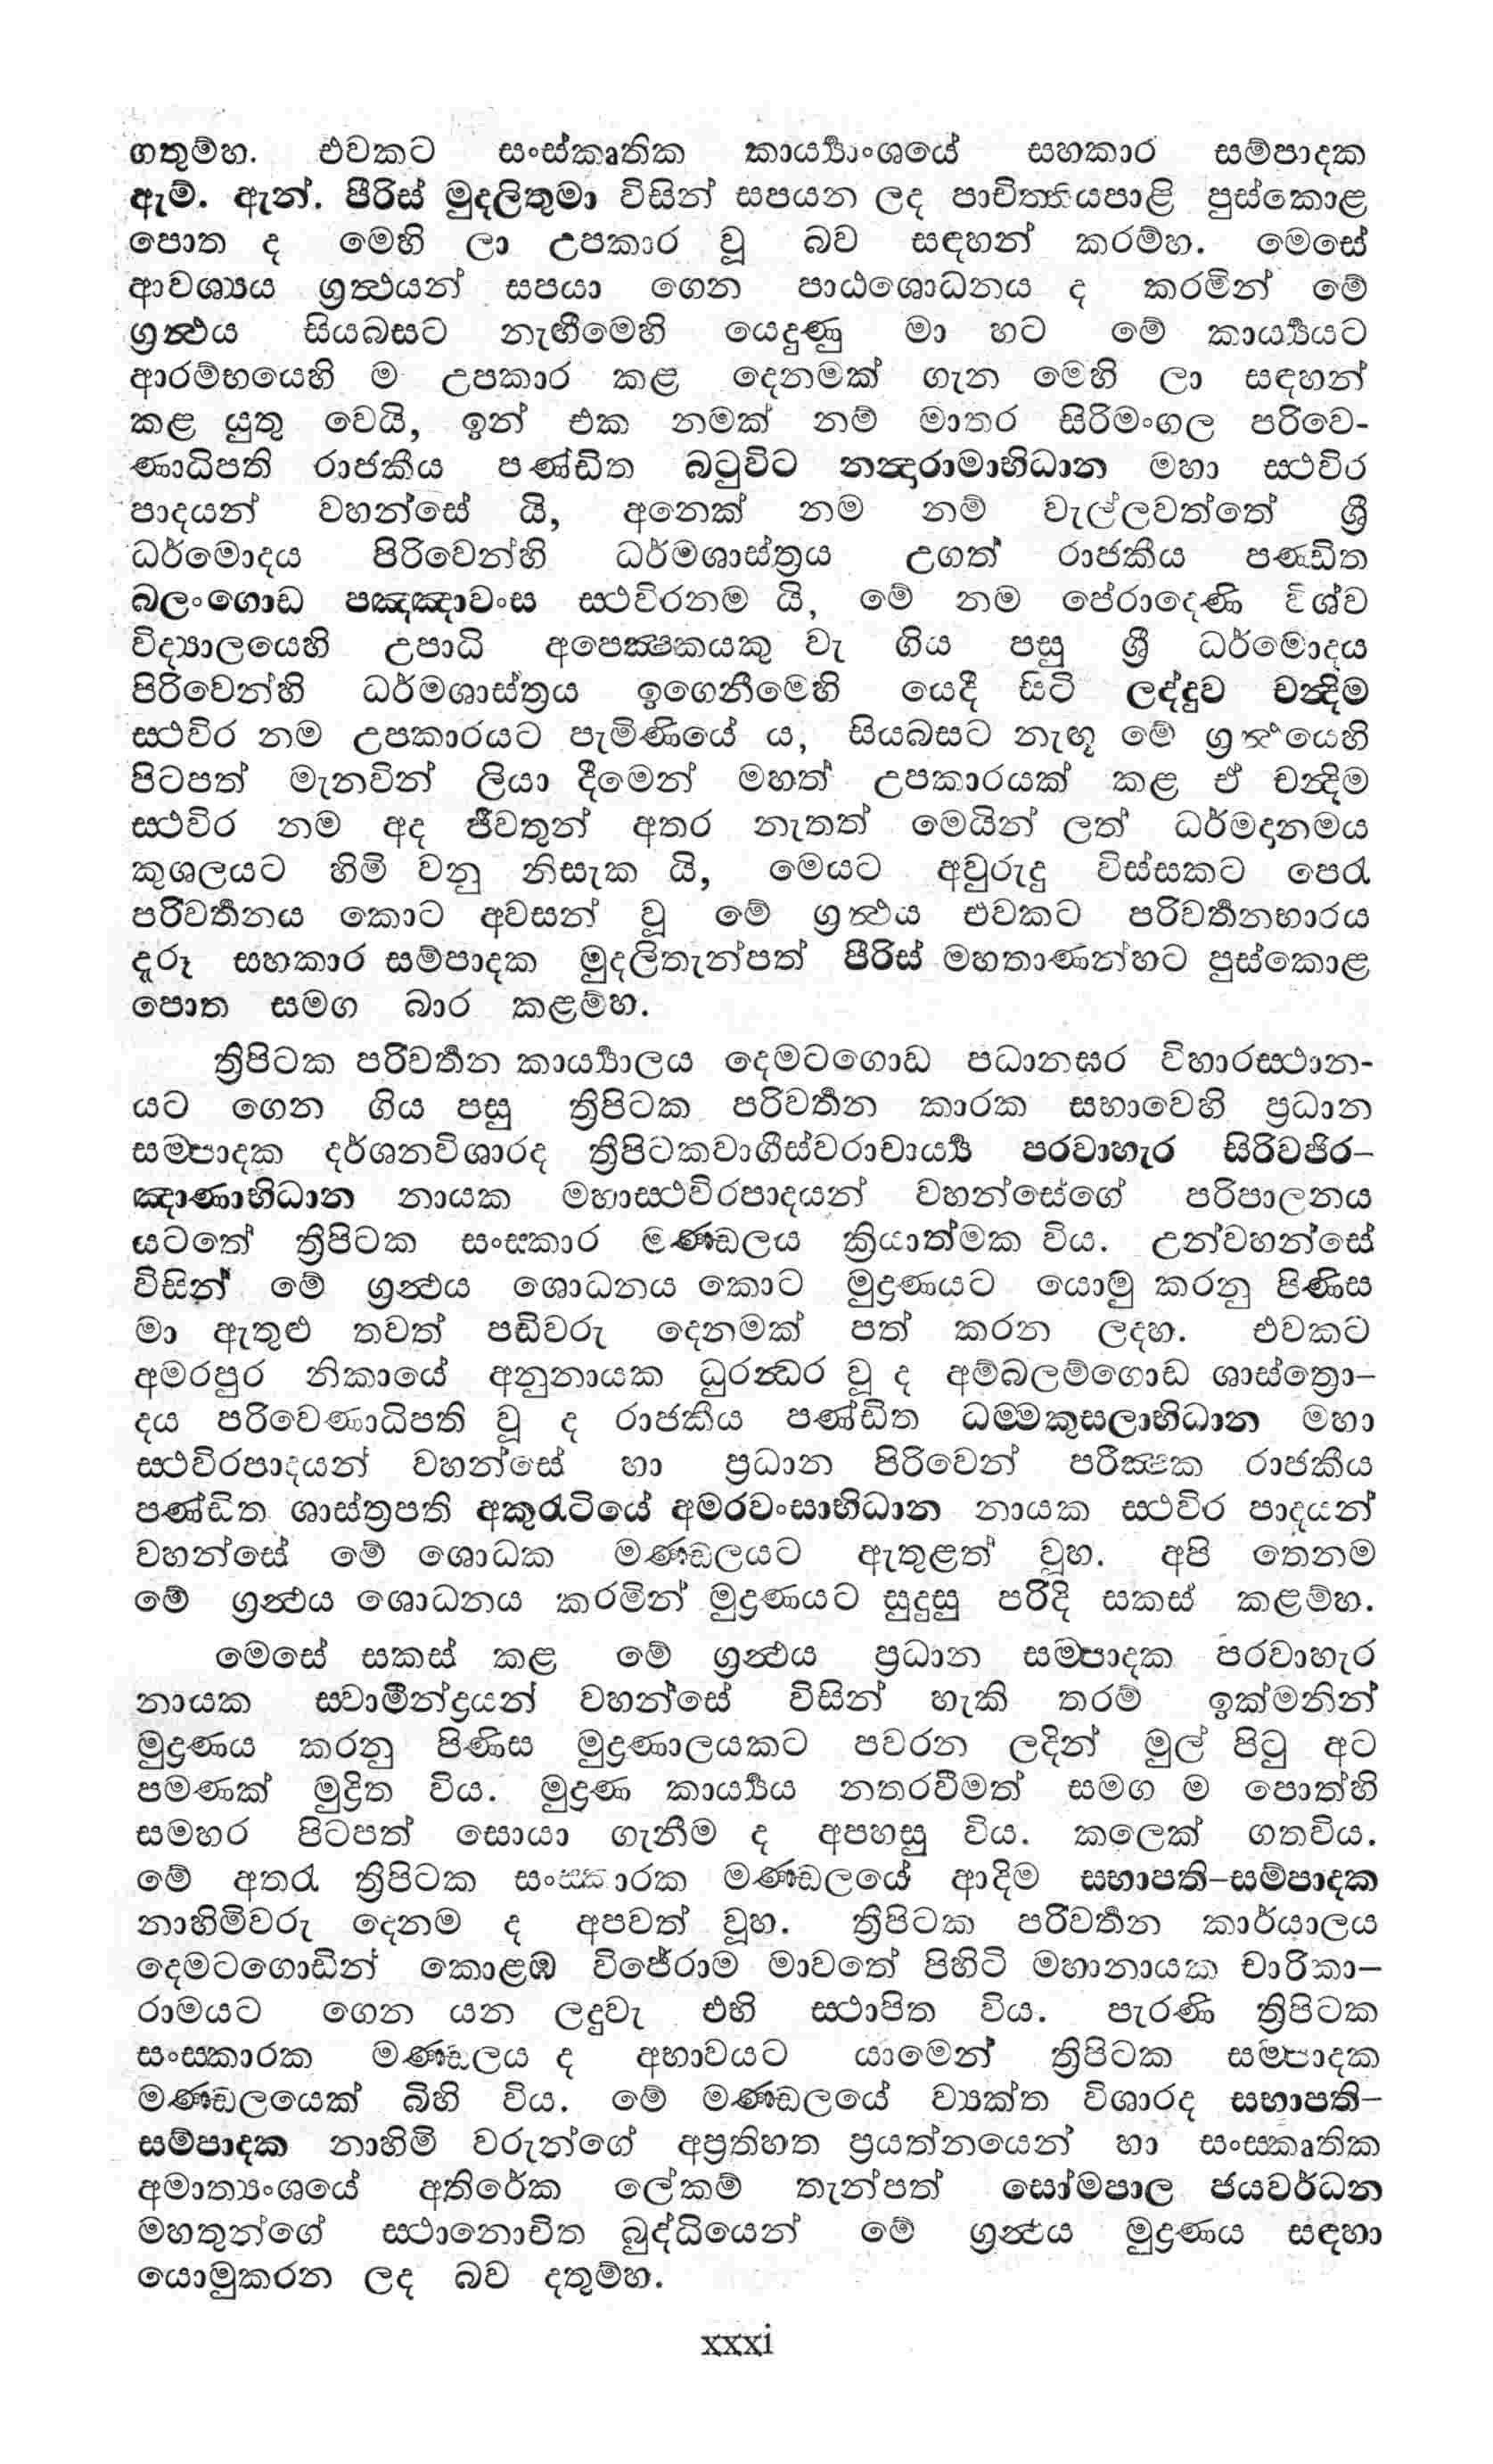 ගතුම්හ. එවකට සංස්කෘතික කාර්‍ය්‍යාංශයේ සහකාර සම්පාදක
ඇම්. ඇන්. පීරිස් මුදලිතුමා විසින් සපයන ලද පාචිත්තියපාළි පුස්කොළ
පොත ද මෙහි ලා උපකාර වූ බව සඳහන් කරම්හ. මෙසේ
ආවශ්‍යය ග්‍රන්‍ථයන් සපයා ගෙන පාඨශොධනය ද කරමින් මේ
ග්‍රන්‍ථය සියබසට නැඟීමෙහි යෙදුණු මා හට මේ කාර්‍ය්‍යයට
ආරම්භයෙහි ම උපකාර කළ දෙනමක් ගැන මෙහි ලා සඳහන්
කළ යුතු වෙයි, ඉන් එක නමක් නම් මාතර සිරිමංගල පරිවෙ-
ණාධිපති රාජකීය පණ්ඩිත බටුවිට නන්‍දාරාමාභිධාන මහා ස්‍ථවිර
පාදයන් වහන්සේ යි, අනෙක් නම නම් වැල්ලවත්තේ ශ්‍රී
ධර්මොදය පිරිවෙන්හි ධර්මශාස්ත්‍රය උගත් රාජකීය පණ්ඩිත
බලංගොඩ පඤ්ඤාවංස ස්‍ථවිරනම යි, මේ නම පේරාදෙණි විශ්ව
විද්‍යාලයෙහි උපාධි අපෙක්‍ෂකයකු වැ ගිය පසු ශ්‍රී ධර්මොදය
පිරිවෙන්හි ධර්මශාස්ත්‍රය ඉගෙනීමෙහි යෙදී සිටි ලද්දුව චන්‍දිම
ස්‍ථවිර නම උපකාරයට පැමිණියේ ය, සියබසට නැඟූ මේ ග්‍රන්‍ථයෙහි
පිටපත් මැනවින් ලියා දීමෙන් මහත් උපකාරයක් කළ ඒ චන්‍දිම
ස්‍ථවිර නම අද ජීවතුන් අතර නැතත් මෙයින් ලත් ධර්මදානමය
කුශලයට හිමි වනු නිසැක යි, මෙයට අවුරුදු විස්සකට පෙරැ
පරිවර්‍තනය කොට අවසන් වූ මේ ග්‍රන්‍ථය එවකට පරිවර්‍තනභාරය
දැරූ සහකාර සම්පාදක මුදලිතැන්පත් පීරිස් මහතාණන්හට පුස්කොළ
පොත සමග බාර කළම්හ.
ත්‍රිපිටක පරිවර්‍තන කාර්‍ය්‍යාලය දෙමටගොඩ පධානඝර විහාරස්‍ථාන-
යට ගෙන ගිය පසු ත්‍රිපිටක පරිවර්‍තන කාරක සභාවෙහි ප්‍රධාන
සම්පාදක දර්ශනවිශාරද ත්‍රිපිටකවාගීස්වරාචාර්‍ය්‍ය පරවාහැර සිරිවජිර-
ඤාණාභිධාන නායක මහාස්‍ථවිරපාදයන් වහන්සේගේ පරිපාලනය
යටතේ ත්‍රිපිටක සංස්කාර මණ්ඩලය ක්‍රියාත්මක විය. උන්වහන්සේ
විසින් මේ ග්‍රන්‍ථය ශොධනය කොට මුද්‍රණයට යොමු කරනු පිණිස
මා ඇතුළු තවත් පඬිවරු දෙනමක් පත් කරන ලදහ. එවකට
අමරපුර නිකායේ අනුනායක ධුරන්‍ධර වූ ද අම්බලම්ගොඩ ශාස්ත්‍රො-
දය පරිවෙණාධිපති වූ ද රාජකීය පණ්ඩිත ධම්මකුසලාභිධාන මහා
ස්‍ථවිරපාදයන් වහන්සේ හා ප්‍රධාන පිරිවෙන් පරීක්‍ෂක රාජකීය
පණ්ඩිත ශාස්ත්‍රපති අකුරැටියේ අමරවංසාභිධාන නායක ස්‍ථවිර පාදයන්
වහන්සේ මේ ශොධක මණ්ඩලයට ඇතුළත් වූහ. අපි තෙනම
මේ ග්‍රන්‍ථය ශොධනය කරමින් මුද්‍රණයට සුදුසු පරිදි සකස් කළම්හ.
මෙසේ සකස් කළ මේ ග්‍රන්‍ථය ප්‍රධාන සම්පාදක පරවාහැර
නායක ස්වාමීන්ද්‍රයන් වහන්සේ විසින් හැකි තරම් ඉක්මනින්
මුද්‍රණය කරනු පිණිස මුද්‍රණාලයකට පවරන ලදින් මුල් පිටු අට
පමණක් මුද්‍රිත විය. මුද්‍රණ කාර්‍ය්‍යය නතරවීමත් සමග ම පොත්හි
සමහර පිටපත් සොයා ගැනීම ද අපහසු විය. කලෙක් ගතවිය.
මේ අතරැ ත්‍රිපිටක සංස්කාරක මණ්ඩලයේ ආදිම සභාපති-සම්පාදක
නාහිමිවරු දෙනම ද අපවත් වූහ. ත්‍රිපිටක පරිවර්‍තන කාර්යාලය
දෙමටගොඩින් කොළඹ විජේරාම මාවතේ පිහිටි මහානායක චාරිකා-
රාමයට ගෙන යන ලදුවැ එහි ස්‍ථාපිත විය. පැරණි ත්‍රිපිටක
සංස්කාරක මණ්ඩලය ද අභාවයට යාමෙන් ත්‍රිපිටක සම්පාදක
මණ්ඩලයෙක් බිහි විය. මේ මණ්ඩලයේ ව්‍යක්ත විශාරද සභාපති-
සම්පාදක නාහිමි වරුන්ගේ අප්‍රතිහත ප්‍රයත්නයෙන් හා සංස්කෘතික
අමාත්‍යංශයේ අතිරේක ලේකම් තැන්පත් සෝමපාල ජයවර්ධන
මහතුන්ගේ ස්‍ථානොචිත බුද්ධියෙන් මේ ග්‍රන්‍ථය මුද්‍රණය සඳහා
යොමුකරන ලද බව දතුම්හ.
xxxi